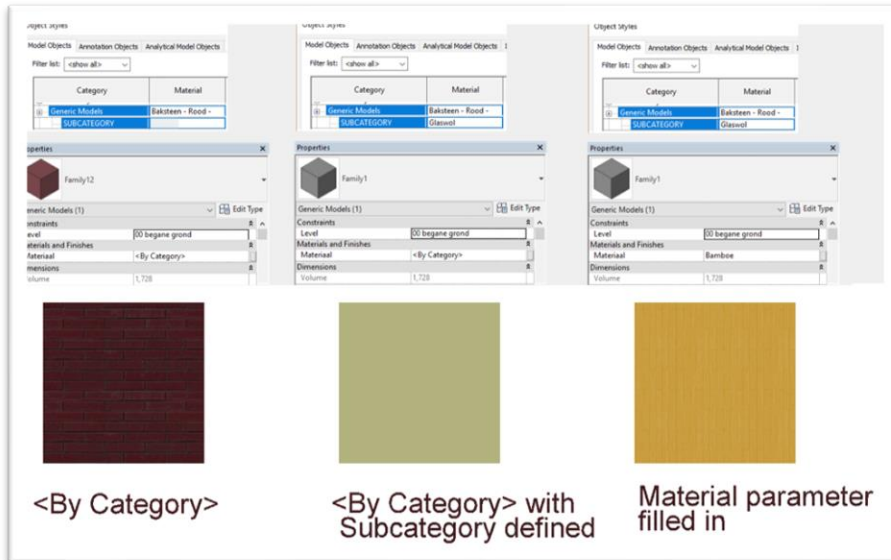 Object Styles
Model Objects Annotation Objects Analytical Model Objects
Filter list: <show all>
Category Material
Generic Models Baksteen - Rood -
SUBCATEGORY
Properties
Family12
Generic Models (1) Edit Type
Constraints
Level 00 begane grond
Materials and Finishes
Materiaal <By Category>
Dimensions
Volume 1,728
<By Category>
Object Styles
Model Objects Annotation Objects Analytical Model Objects
Filter list: <show all>
Category Material
Generic Models Baksteen - Rood -
SUBCATEGORY Glaswol
Properties
Family1
Generic Models (1) Edit Type
Constraints
Level 00 begane grond
Materials and Finishes
Materiaal <By Category>
Dimensions
Volume 1,728
<By Category> with
Subcategory defined
Object Styles
Model Objects Annotation Objects Analytical Model Objects
Filter list: <show all>
Category Material
Generic Models Baksteen - Rood -
SUBCATEGORY Glaswol
Properties
Family1
Generic Models (1) Edit Type
Constraints
Level 00 begane grond
Materials and Finishes
Materiaal Bamboe
Dimensions
Volume 1,728
Material parameter
filled in